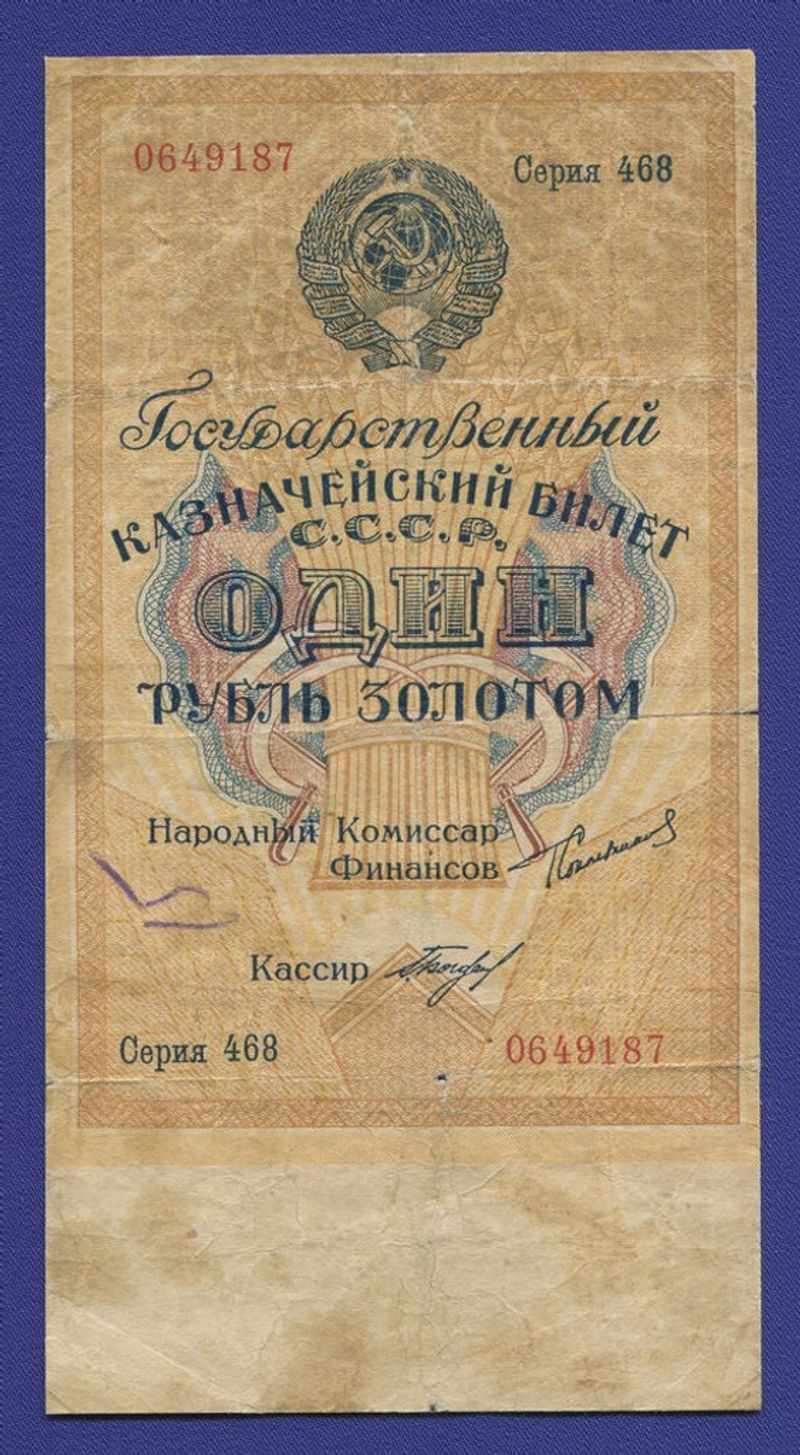 0649187
Серия 468
Государственный
КАЗНАЧЕЙСКИЙ БИЛЕТ
С.С.С.Р.
ОДИН
РУБЛЬ ЗОЛОТОМ
Народный Комиссар
Финансов
Кассир
Серия 468
0649187